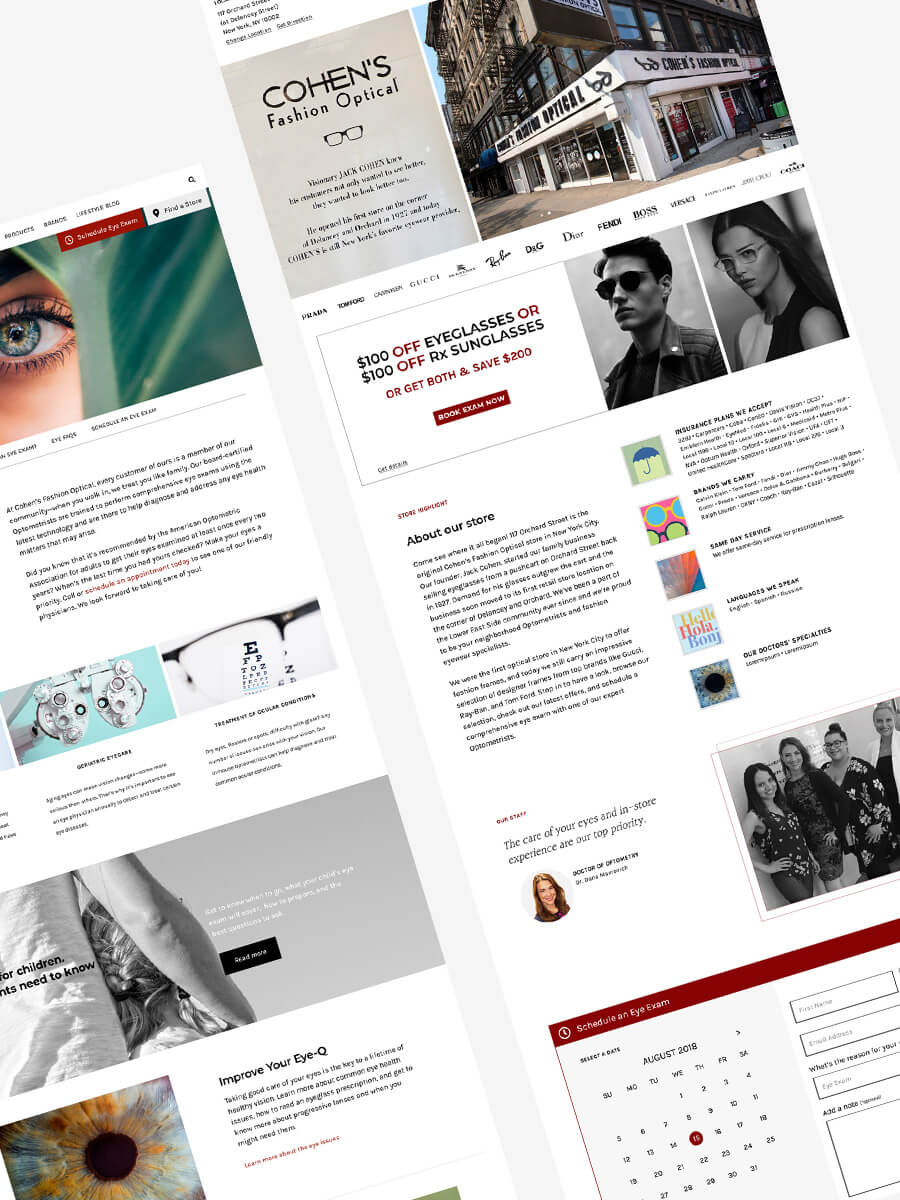 117 Orchard Street
(at Delancey Street)
New York, NY 10002
Change Location Get Direction
COHEN'S
Fashion Optical
Visionary JACK COHEN knew
his customers not only wanted to see better,
they wanted to look better too.
He opened his first store on the corner
of Delancey and Orchard in 1927 and today
COHEN'S is still New York's favorite eyewear provider.
COHEN'S FASHION OPTICAL
COHEN'S FASHION OPTICAL
PRADA TOM FORD CALVIN KLEIN GUCCI BURBERRY Ray-Ban D&G Dior FENDI BOSS VERSACE RALPH LAUREN JIMMY CHOO COACH
$100 OFF EYEGLASSES OR
$100 OFF Rx SUNGLASSES
OR GET BOTH & SAVE $200
BOOK EXAM NOW
Get details
STORE HIGHLIGHT
About our store
Come see where it all began! 117 Orchard Street is the
original Cohen's Fashion Optical store in New York City.
Our founder, Jack Cohen, started our family business
selling eyeglasses from a pushcart on Orchard Street back
in 1927. Demand for his glasses outgrew the cart and the
business soon moved to its first retail store location on
the corner of Delancey and Orchard. We've been a part of
the Lower East Side community ever since and we're proud
to be your neighborhood Optometrists and fashion
eyewear specialists.
We were the first optical store in New York City to offer
fashion frames, and today we still carry an impressive
selection of designer frames from top brands like Gucci,
Ray-Ban, and Tom Ford. Stop in to have a look, browse our
selection, check out our latest offers, and schedule a
comprehensive eye exam with one of our expert
Optometrists.
INSURANCE PLANS WE ACCEPT
32BJ • Carpenters • Coba • Conso • Davis Vision • DC37 •
Emblem Health • EyeMed • Fidelis • GHI • GVS • Health Plus • HIP •
Local 1199 • Local 10 • Local 100 • Local 6 • Medicaid • Metro Plus •
NVA • Optum Health • Oxford • Superior Vision • UFA • UFT •
United HealthCare • Spectera • Local 119 • Local 276 • Local 3
BRANDS WE CARRY
Calvin Klein • Tom Ford • Fendi • Dior • Jimmy Choo • Hugo Boss •
Gucci • Prada • Versace • Dolce & Gabbana • Burberry • Bvlgari •
Ralph Lauren • DKNY • Coach • Ray-Ban • Cazal • Silhouette
SAME DAY SERVICE
We offer same-day service for prescription lenses.
LANGUAGES WE SPEAK
English • Spanish • Russian
Hello
Hola.
Bonj
OUR DOCTORS' SPECIALTIES
Loremipsum • Loremipsum
OUR STAFF
The care of your eyes and in-store
experience are our top priority.
DOCTOR OF OPTOMETRY
Schedule an Eye Exam
SELECT A DATE
AUGUST 2018 >
SU MO TU WE TH FR SA
1 2 3 4
5 6 7 8 9 10 11
12 13 14 15 16 17 18
19 20 21 22 23 24 25
27 28 29 30 31
First Name
Email Address
What's the reason for your
Eye Exam
Add a note (optional)
PRODUCTS BRANDS LIFESTYLE BLOG
Schedule Eye Exam Find a Store
AN EYE EXAM? EYE FAQS SCHEDULE AN EYE EXAM
At Cohen's Fashion Optical, every customer of ours is a member of our
community—when you walk in, we treat you like family. Our board-certified
Optometrists are trained to perform comprehensive eye exams using the
latest technology and are there to help diagnose and address any eye health
matters that may arise.
Did you know that it's recommended by the American Optometric
Association for adults to get their eyes examined at least once every two
years? When's the last time you had yours checked? Make your eyes a
priority. Call or schedule an appointment today to see one of our friendly
physicians. We look forward to taking care of you!
E
F P
T O Z
L P E D
GERIATRIC EYECARE
Aging eyes can mean vision changes—some more
serious than others. That's why it's important to see
an eye physician annually to detect and treat certain
eye diseases.
TREATMENT OF OCULAR CONDITIONS
Dry eyes, floaters or spots, difficulty with glare? Any
number of issues can arise with your vision. Our
in-house Optometrists can help diagnose and treat
common ocular conditions.
for children.
nts need to know
Get to know when to go, what your child's eye
exam will cover, how to prepare, and the
best questions to ask.
Read more
Improve Your Eye-Q
Taking good care of your eyes is the key to a lifetime of
healthy vision. Learn more about common eye health
issues, how to read an eyeglass prescription, and get to
know more about progressive lenses and when you
might need them.
Learn more about the eye issues